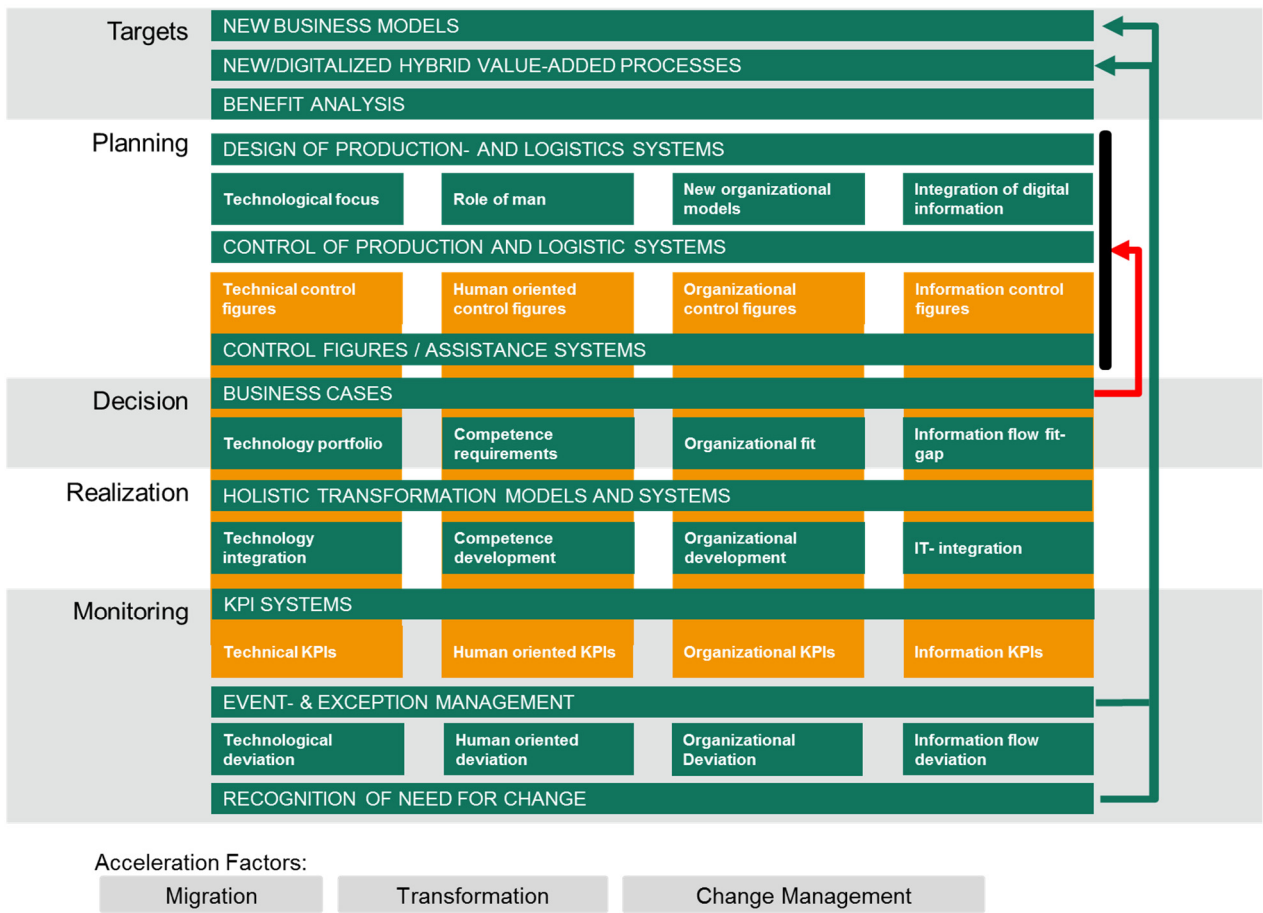 Targets
NEW BUSINESS MODELS
NEW/DIGITALIZED HYBRID VALUE-ADDED PROCESSES
BENEFIT ANALYSIS
Planning
DESIGN OF PRODUCTION- AND LOGISTICS SYSTEMS
Technological focus
Role of man
New organizational
models
Integration of digital
information
CONTROL OF PRODUCTION AND LOGISTIC SYSTEMS
Technical control
figures
Human oriented
control figures
Organizational
control figures
Information control
figures
CONTROL FIGURES / ASSISTANCE SYSTEMS
Decision
BUSINESS CASES
Technology portfolio
Competence
requirements
Organizational fit
Information flow fit-
gap
Realization
HOLISTIC TRANSFORMATION MODELS AND SYSTEMS
Technology
integration
Competence
development
Organizational
development
IT- integration
Monitoring
KPI SYSTEMS
Technical KPIs
Human oriented KPIs
Organizational KPIs
Information KPIs
EVENT- & EXCEPTION MANAGEMENT
Technological
deviation
Human oriented
deviation
Organizational
Deviation
Information flow
deviation
RECOGNITION OF NEED FOR CHANGE
Acceleration Factors:
Migration
Transformation
Change Management